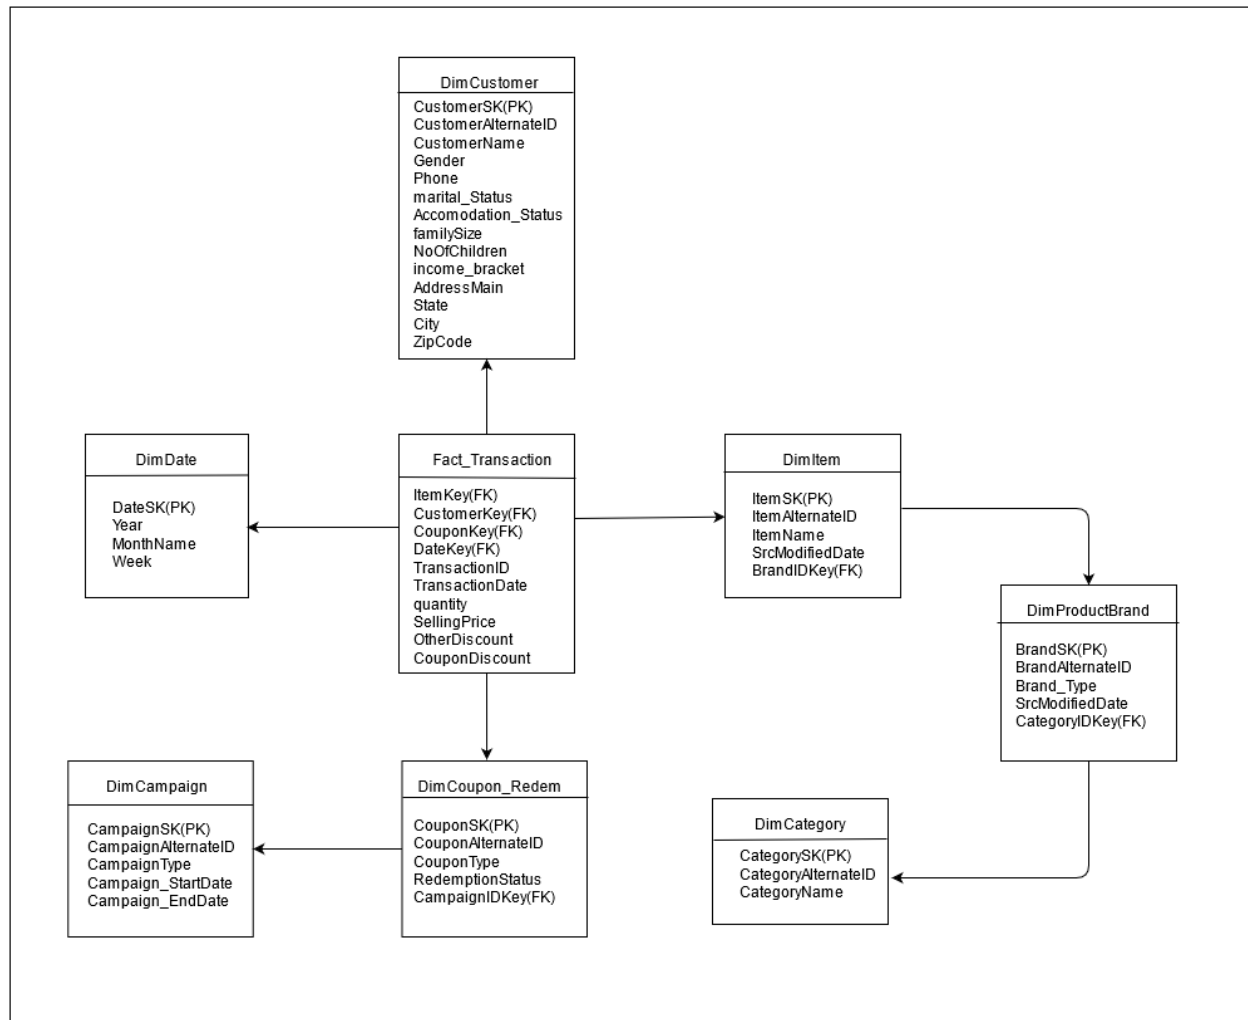 DimCustomer
CustomerSK(PK)
CustomerAlternateID
CustomerName
Gender
Phone
marital_Status
Accomodation_Status
familySize
NoOfChildren
income_bracket
AddressMain
State
City
ZipCode
DimDate
DateSK(PK)
Year
MonthName
Week
Fact_Transaction
ItemKey(FK)
CustomerKey(FK)
CouponKey(FK)
DateKey(FK)
TransactionID
TransactionDate
quantity
SellingPrice
OtherDiscount
CouponDiscount
DimItem
ItemSK(PK)
ItemAlternateID
ItemName
SrcModifiedDate
BrandIDKey(FK)
DimProductBrand
BrandSK(PK)
BrandAlternateID
Brand_Type
SrcModifiedDate
CategoryIDKey(FK)
DimCampaign
CampaignSK(PK)
CampaignAlternateID
CampaignType
Campaign_StartDate
Campaign_EndDate
DimCoupon_Redem
CouponSK(PK)
CouponAlternateID
CouponType
RedemptionStatus
CampaignIDKey(FK)
DimCategory
CategorySK(PK)
CategoryAlternateID
CategoryName